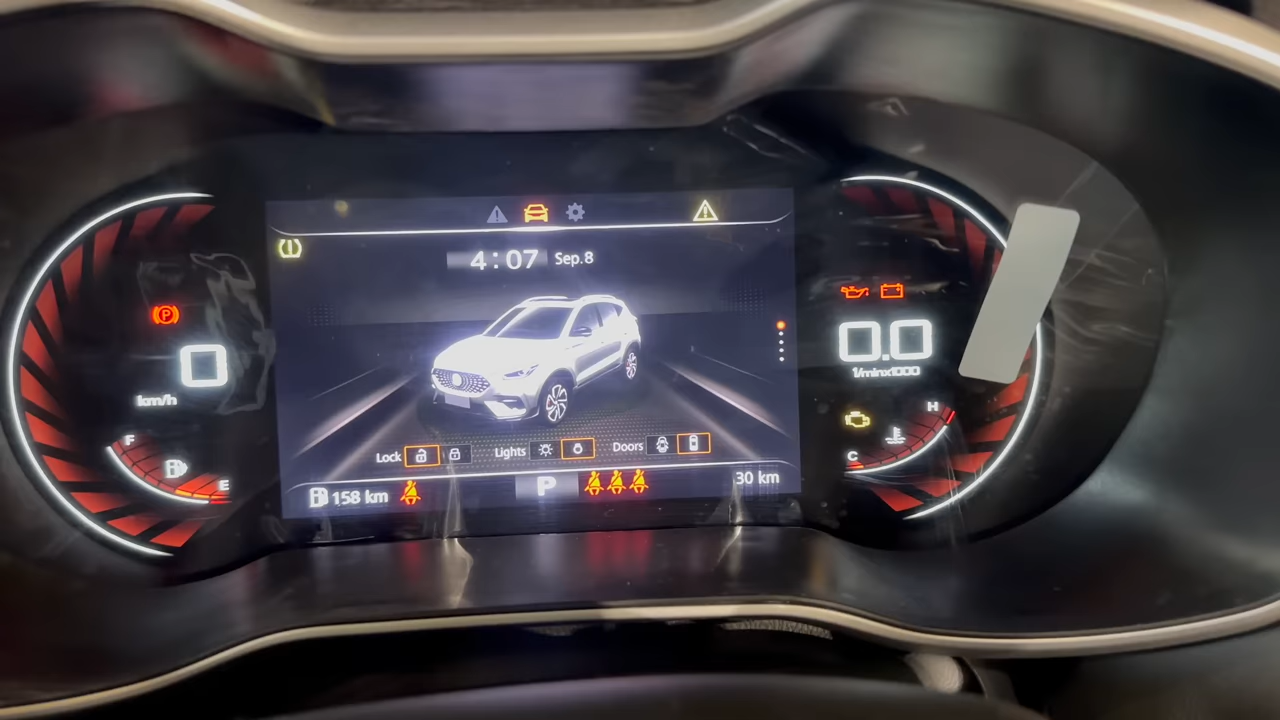 4:07 Sep.8
P
0
km/h
F
E
0.0
1/minx1000
H
C
Lock Lights Doors
158 km P 30 km